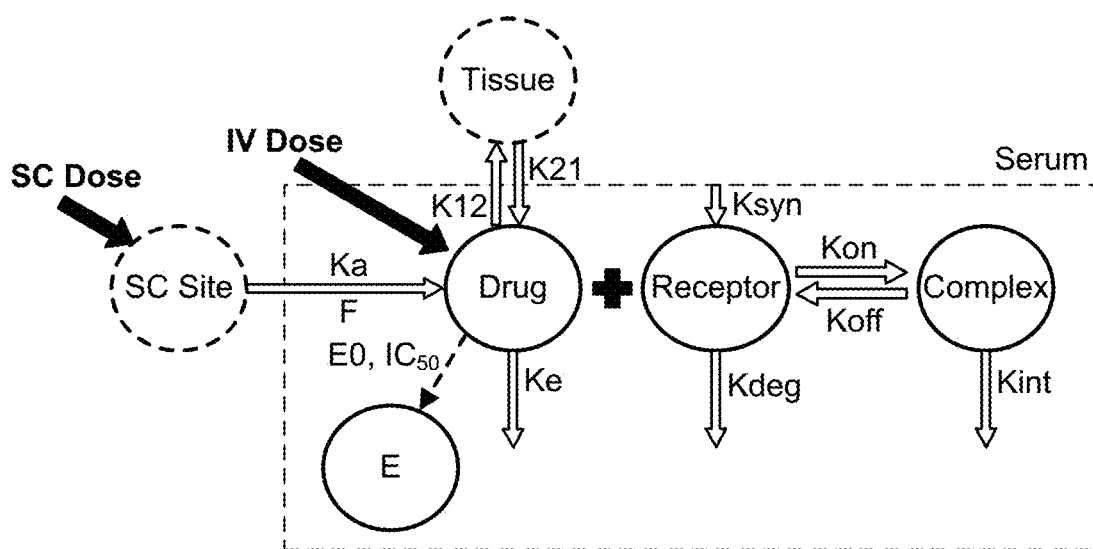 Tissue
IV Dose
SC Dose
K21
Serum
K12
Ksyn
Ka
Kon
SC Site
Drug
Receptor
Complex
F
Koff
E0, IC50
Ke
Kdeg
Kint
E